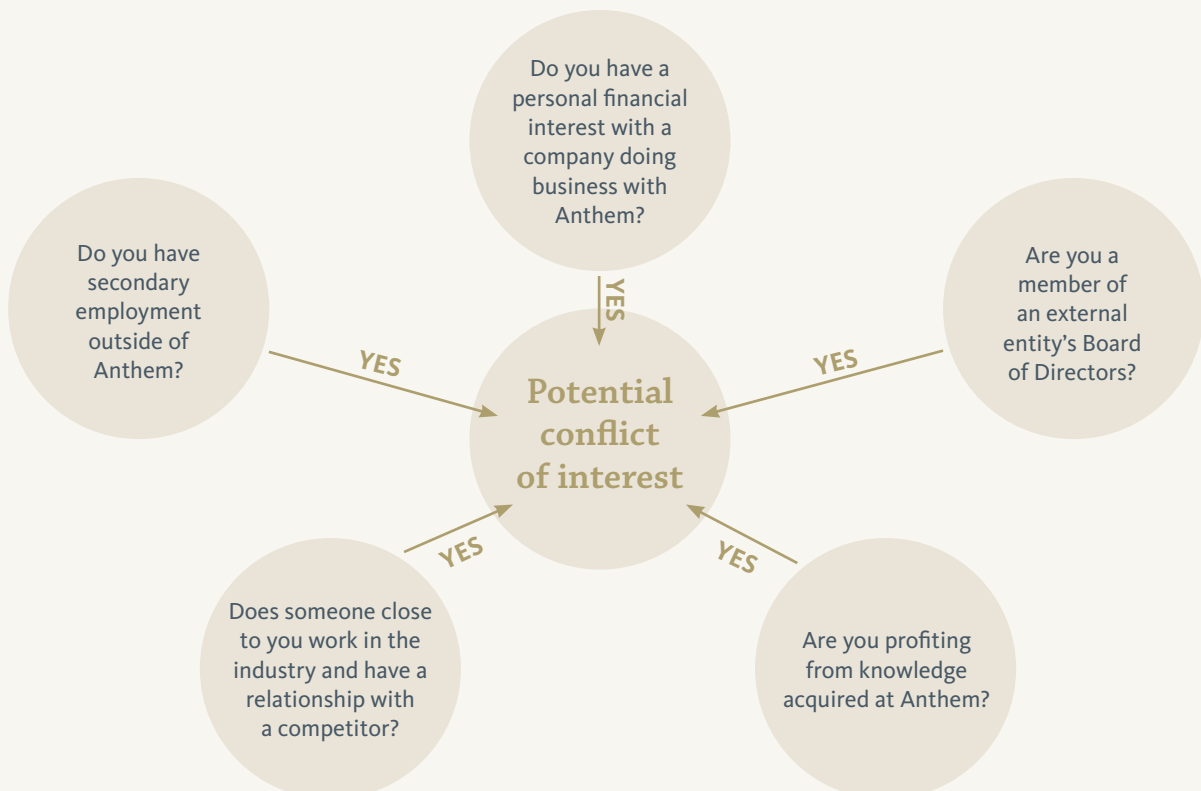 Do you have a
personal financial
interest with a
company doing
business with
Anthem?
YES
Do you have
secondary
employment
outside of
Anthem?
YES
Are you a
member of
an external
entity’s Board
of Directors?
YES
Potential
conflict
of interest
Does someone close
to you work in the
industry and have a
relationship with
a competitor?
YES
Are you profiting
from knowledge
acquired at Anthem?
YES